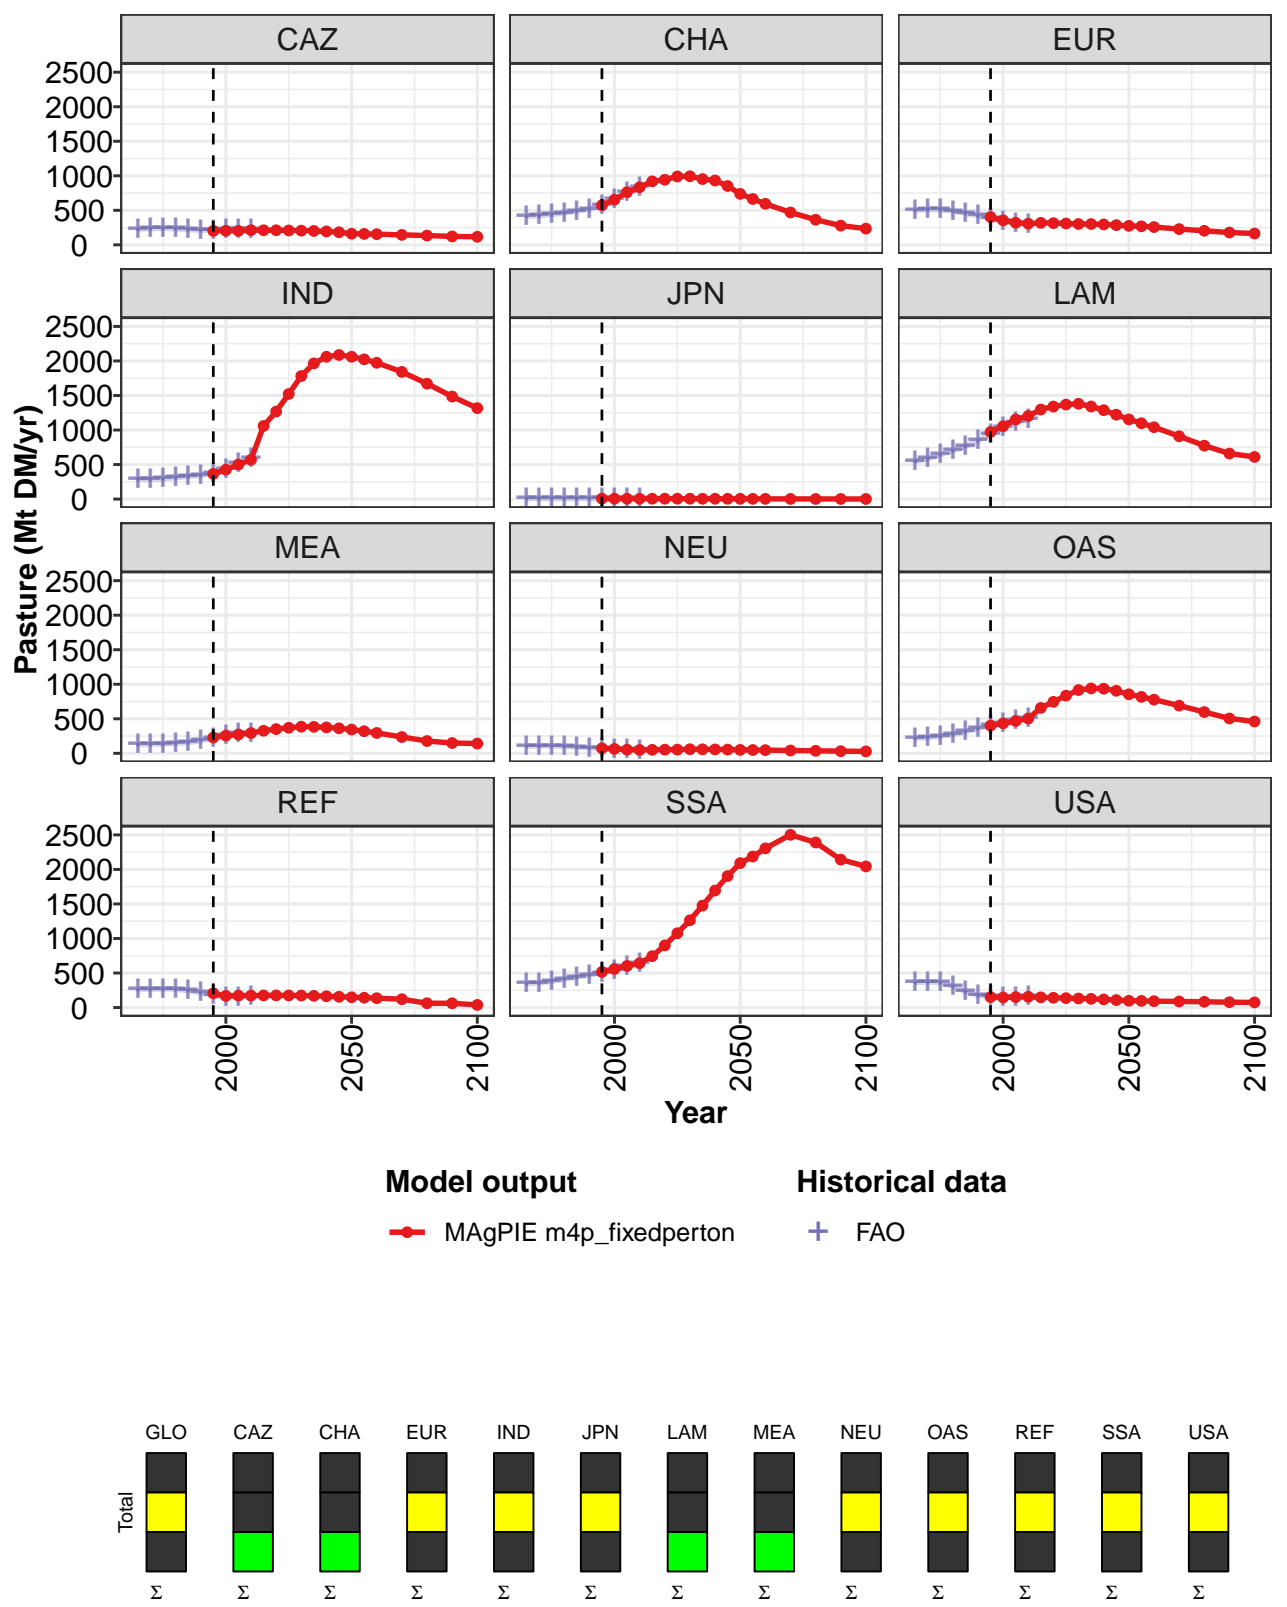 CAZ CHA EUR
2500
2000
1500
1000
500
0
IND JPN LAM
2500
2000
1500
1000
500
0
MEA NEU OAS
2500
2000
1500
1000
500
0
REF SSA USA
2500
2000
1500
1000
500
0
Pasture (Mt DM/yr)
2000 2050 2100 2000 2050 2100 2000 2050 2100
Year
Model output Historical data
MAgPIE m4p_fixedperton FAO
GLO CAZ CHA EUR IND JPN LAM MEA NEU OAS REF SSA USA
Total
Σ Σ Σ Σ Σ Σ Σ Σ Σ Σ Σ Σ Σ